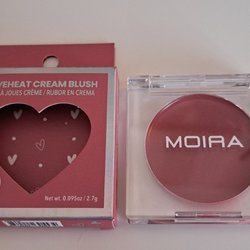 VEHEAT CREAM BLUSH
À JOUES CRÈME / RUBOR EN CREMA
Net wt. 0.095oz / 2.7g
MOIRA